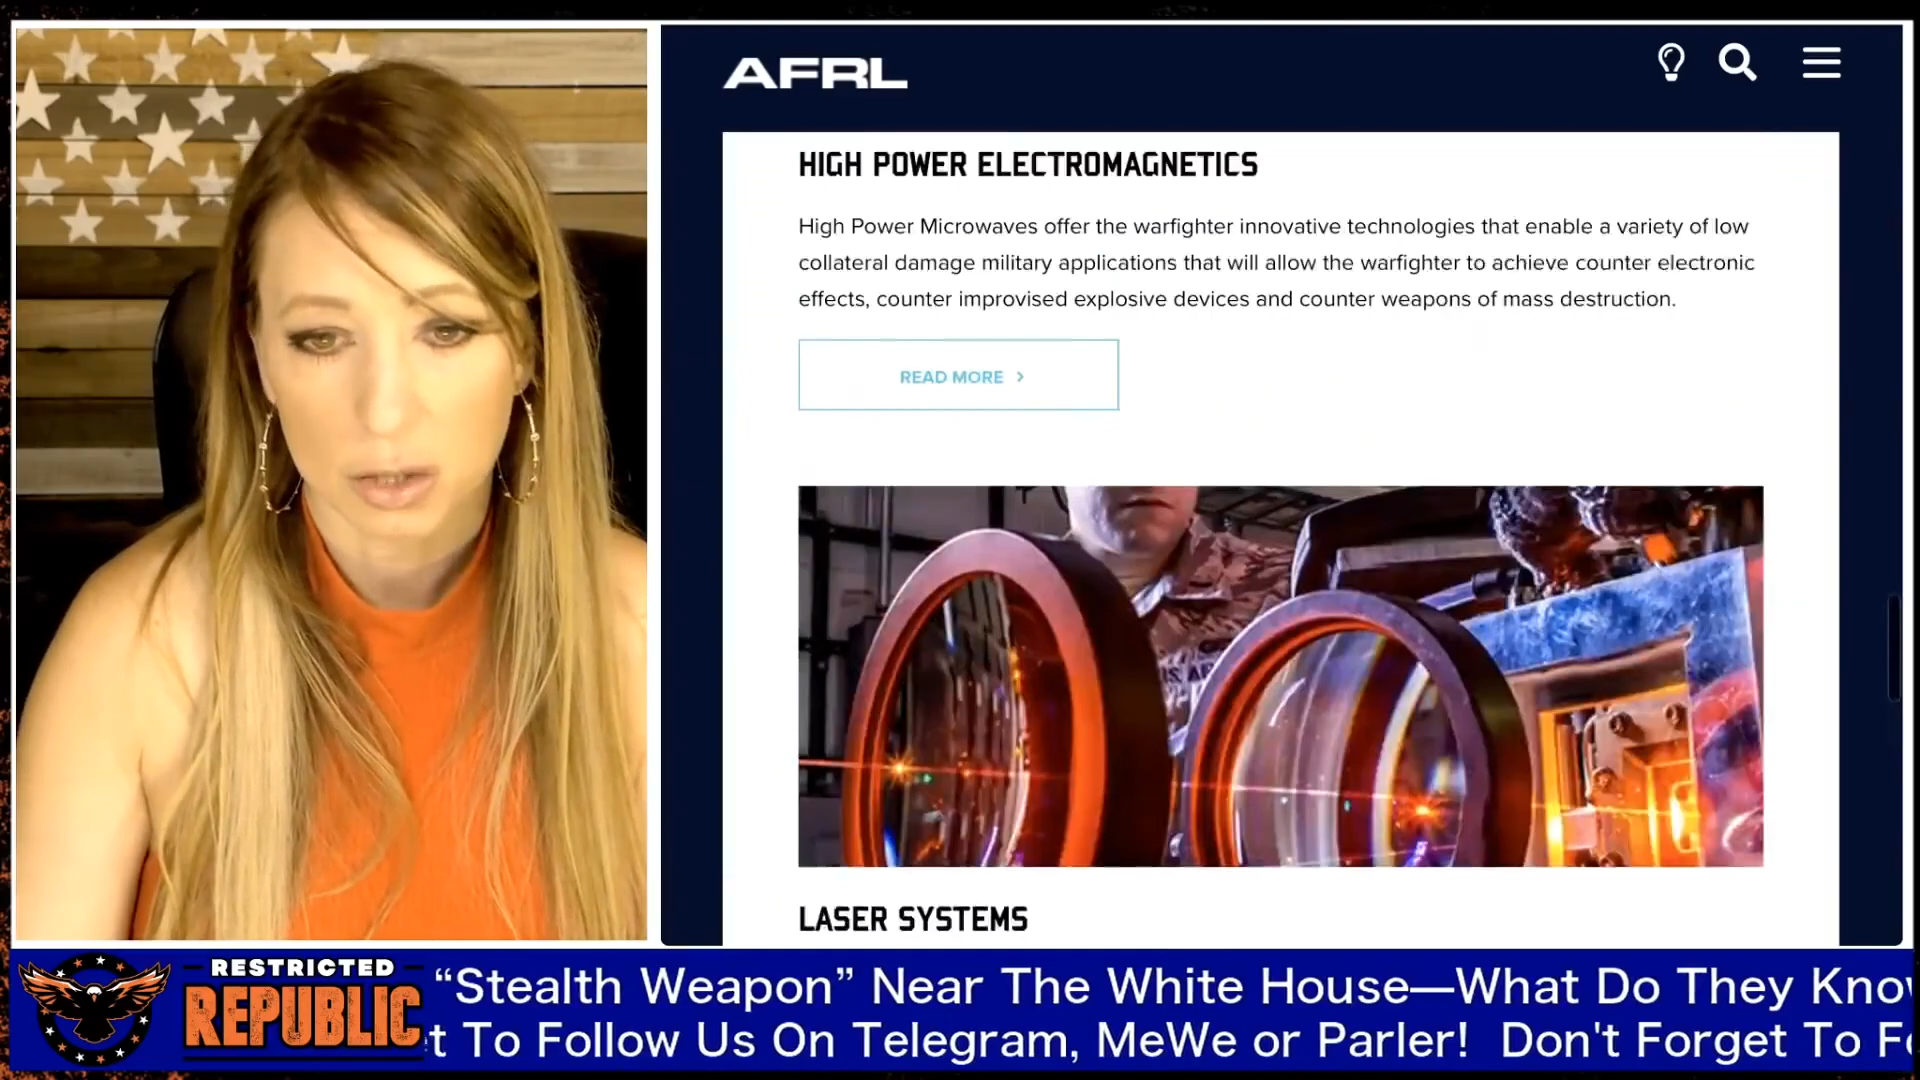 AFRL
HIGH POWER ELECTROMAGNETICS
High Power Microwaves offer the warfighter innovative technologies that enable a variety of low
collateral damage military applications that will allow the warfighter to achieve counter electronic
effects, counter improvised explosive devices and counter weapons of mass destruction.
READ MORE
LASER SYSTEMS
RESTRICTED
REPUBLIC
“Stealth Weapon” Near The White House—What Do They Know
t To Follow Us On Telegram, MeWe or Parler! Don't Forget To Fo